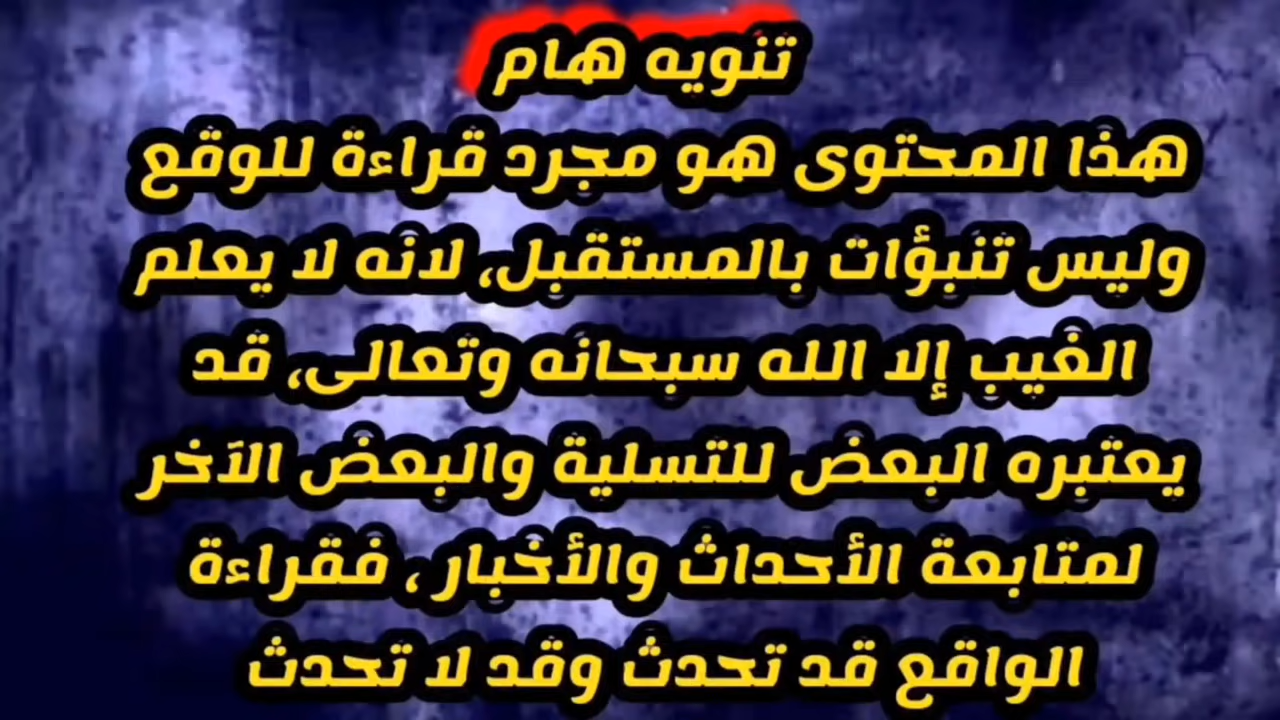 تنويه هام
هذا المحتوى هو مجرد قراءة للوقع
وليس تنبؤات بالمستقبل، لانه لا يعلم
الغيب إلا الله سبحانه وتعالى، قد
يعتبره البعض للتسلية والبعض الآخر
لمتابعة الأحداث والأخبار ، فقراءة
الواقع قد تحدث وقد لا تحدث